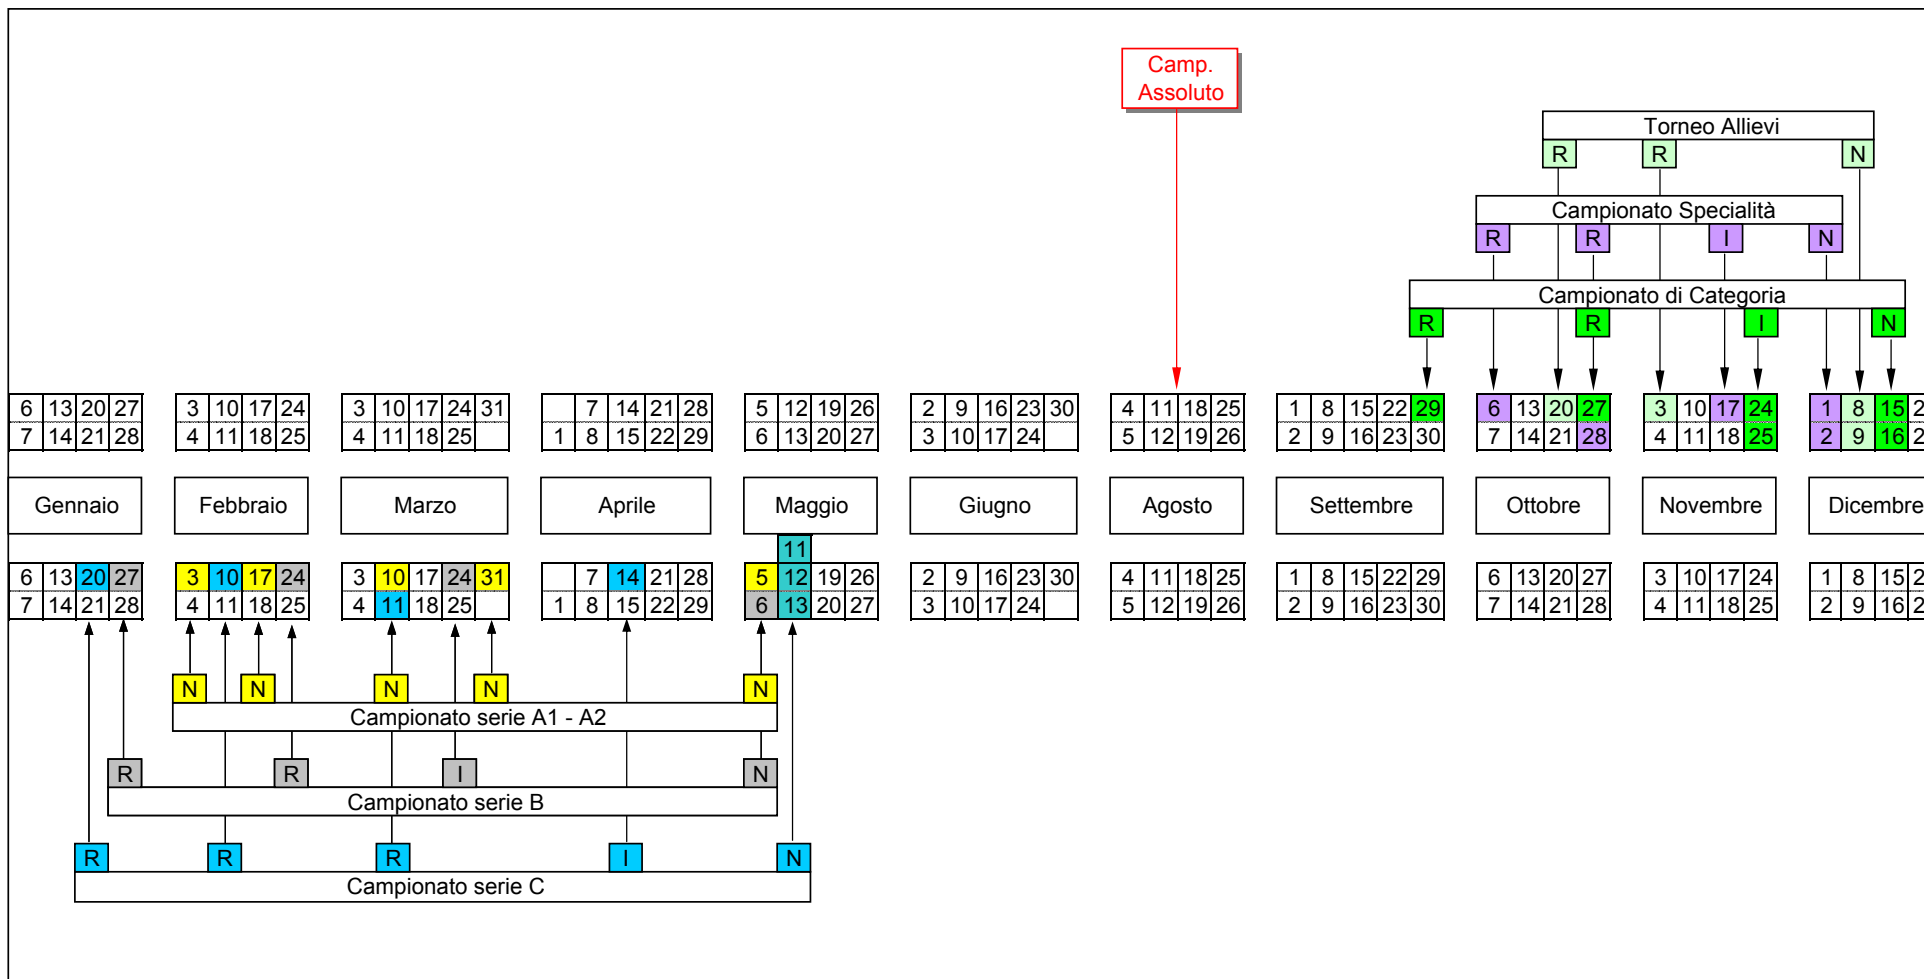 Camp.
Assoluto
Torneo Allievi
R R N
Campionato Specialità
R R I N
Campionato di Categoria
R R I N
6 13 20 27 3 10 17 24 3 10 17 24 31 7 14 21 28 5 12 19 26 2 9 16 23 30 4 11 18 25 1 8 15 22 29 6 13 20 27 3 10 17 24 1 8 15 2
7 14 21 28 4 11 18 25 4 11 18 25 1 8 15 22 29 6 13 20 27 3 10 17 24 5 12 19 26 2 9 16 23 30 7 14 21 28 4 11 18 25 2 9 16 2
Gennaio Febbraio Marzo Aprile Maggio Giugno Agosto Settembre Ottobre Novembre Dicembre
11
6 13 20 27 3 10 17 24 3 10 17 24 31 7 14 21 28 5 12 19 26 2 9 16 23 30 4 11 18 25 1 8 15 22 29 6 13 20 27 3 10 17 24 1 8 15 2
7 14 21 28 4 11 18 25 4 11 18 25 1 8 15 22 29 6 13 20 27 3 10 17 24 5 12 19 26 2 9 16 23 30 7 14 21 28 4 11 18 25 2 9 16 2
N N N N N
Campionato serie A1 - A2
R R I N
Campionato serie B
R R R I N
Campionato serie C